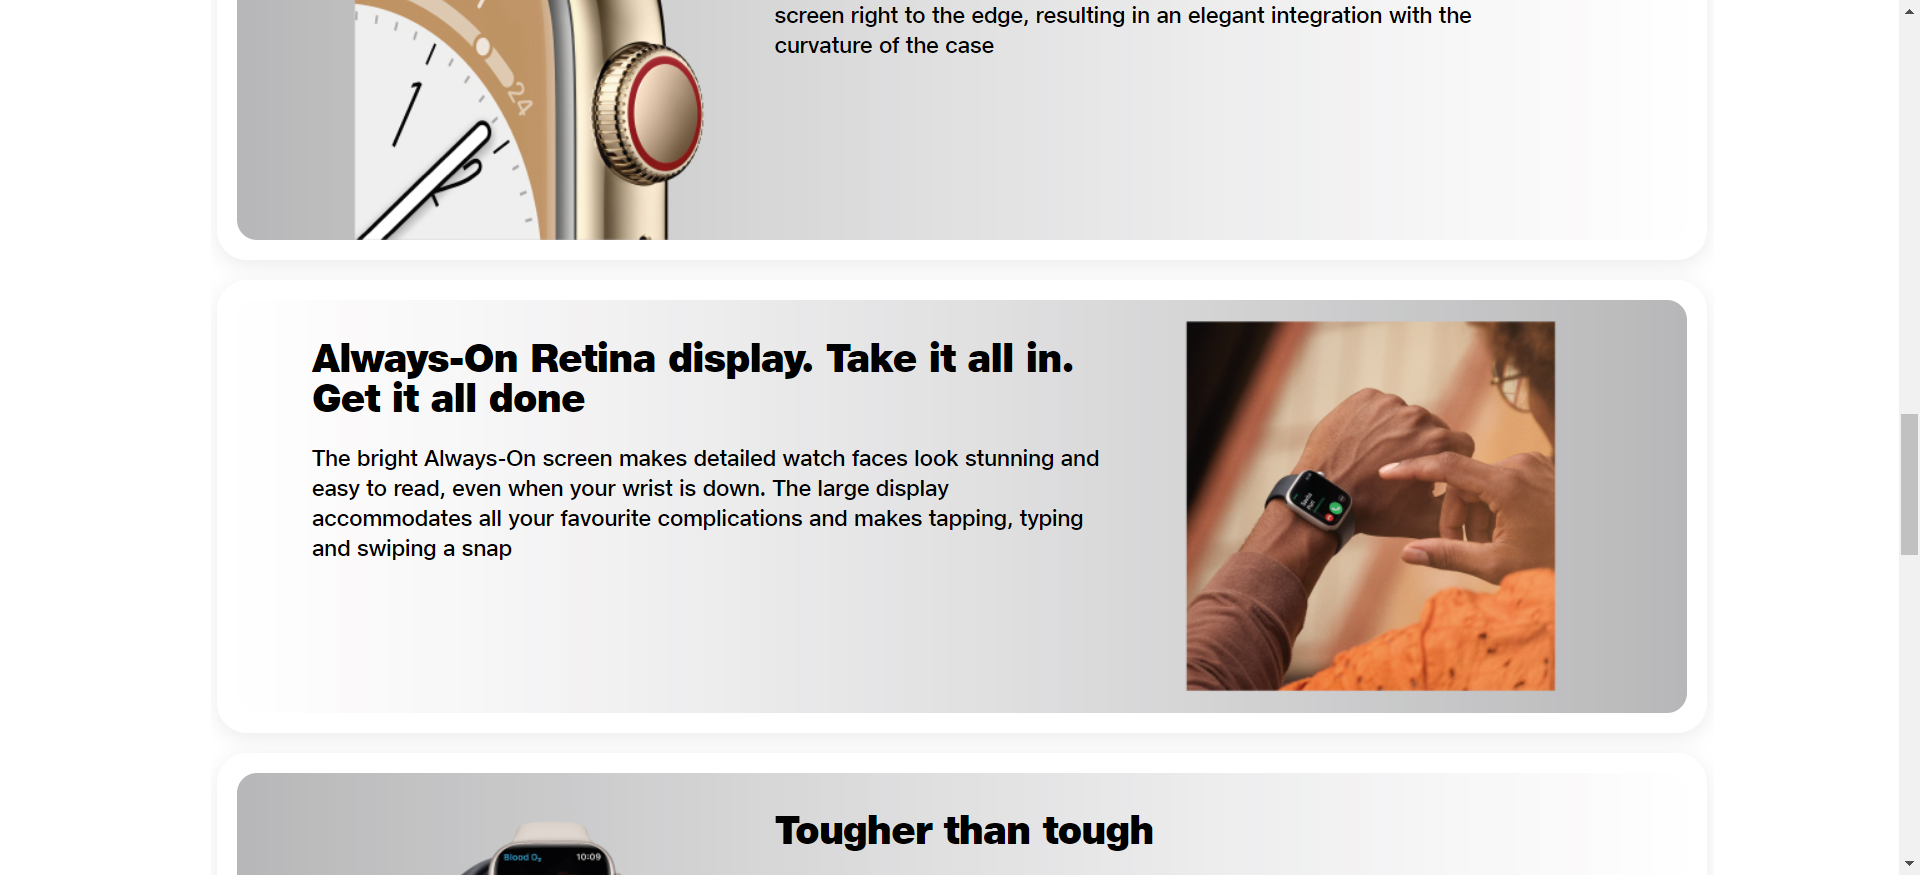 screen right to the edge, resulting in an elegant integration with the
curvature of the case
24
1
2
Always-On Retina display. Take it all in.
Get it all done
The bright Always-On screen makes detailed watch faces look stunning and
easy to read, even when your wrist is down. The large display
accommodates all your favourite complications and makes tapping, typing
and swiping a snap
Tougher than tough
Blood O₂ 10:09